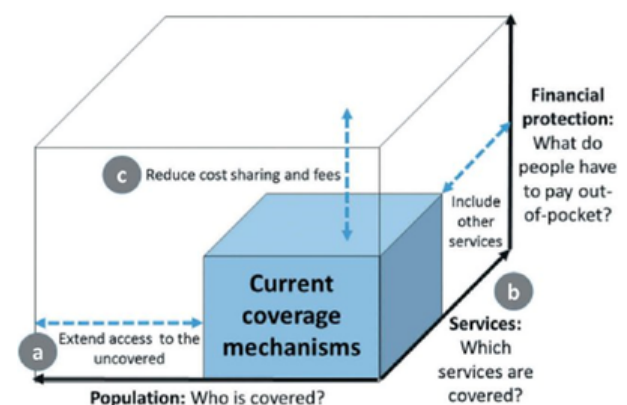 Financial
protection:
What do
people have
to pay out-
of-pocket?
c
Reduce cost sharing and fees
Include
other
services
Current
coverage
mechanisms
b
a
Extend access to the
uncovered
Services:
Which
services are
covered?
Population: Who is covered?